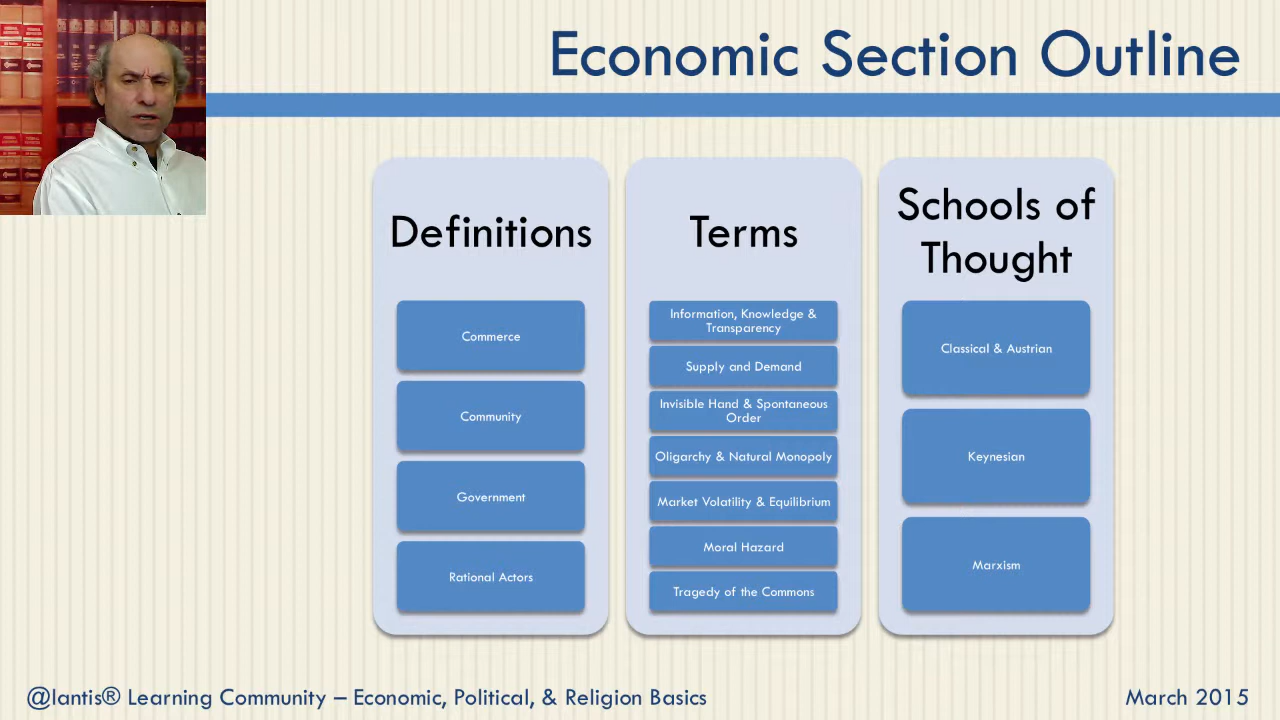 Economic Section Outline
Definitions
Commerce
Community
Government
Rational Actors
Terms
Information, Knowledge &
Transparency
Supply and Demand
Invisible Hand & Spontaneous
Order
Oligarchy & Natural Monopoly
Market Volatility & Equilibrium
Moral Hazard
Tragedy of the Commons
Schools of
Thought
Classical & Austrian
Keynesian
Marxism
@lantis® Learning Community – Economic, Political, & Religion Basics
March 2015